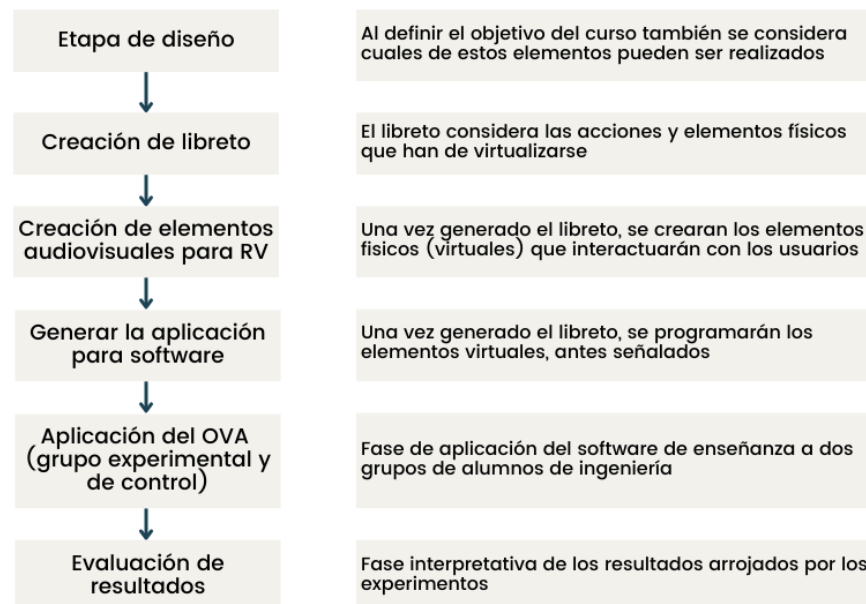 Etapa de diseño
Al definir el objetivo del curso también se considera
cuales de estos elementos pueden ser realizados
Creación de libreto
El libreto considera las acciones y elementos físicos
que han de virtualizarse
Creación de elementos
audiovisuales para RV
Una vez generado el libreto, se crearan los elementos
fisicos (virtuales) que interactuarán con los usuarios
Generar la aplicación
para software
Una vez generado el libreto, se programarán los
elementos virtuales, antes señalados
Aplicación del OVA
(grupo experimental y
de control)
Fase de aplicación del software de enseñanza a dos
grupos de alumnos de ingeniería
Evaluación de
resultados
Fase interpretativa de los resultados arrojados por los
experimentos